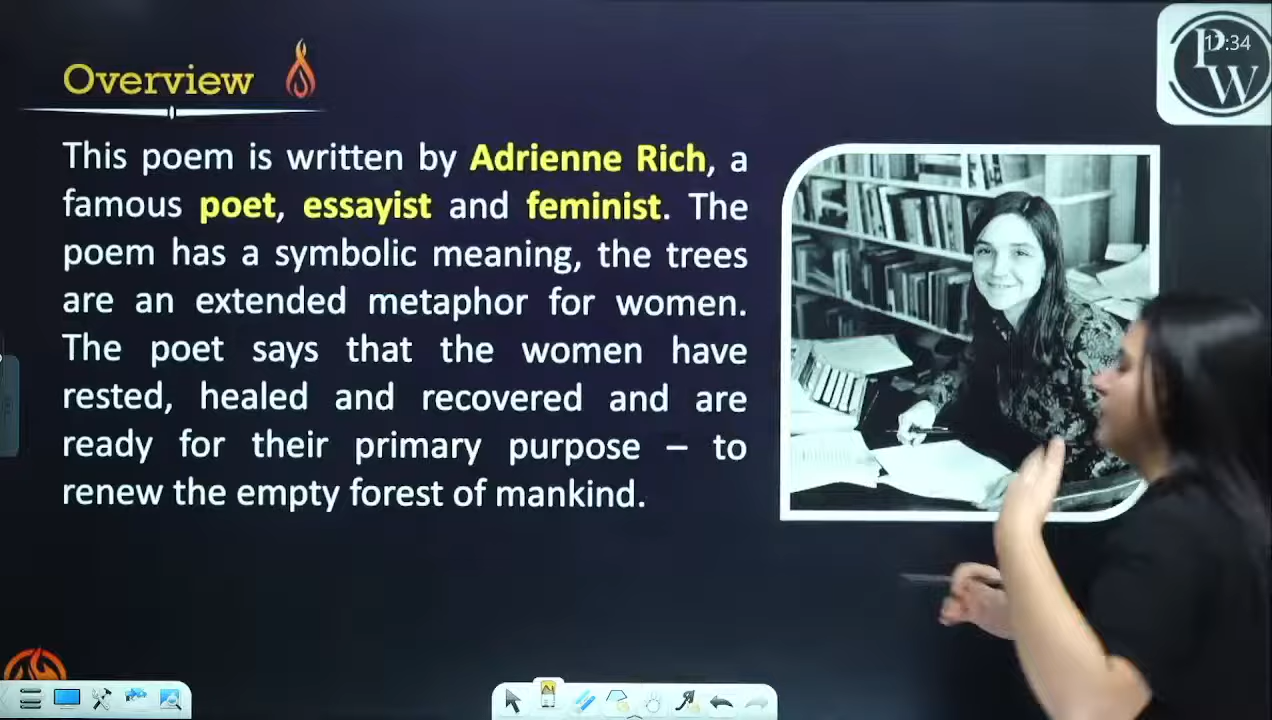 Overview
This poem is written by Adrienne Rich, a
famous poet, essayist and feminist. The
poem has a symbolic meaning, the trees
are an extended metaphor for women.
The poet says that the women have
rested, healed and recovered and are
ready for their primary purpose – to
renew the empty forest of mankind.
PW